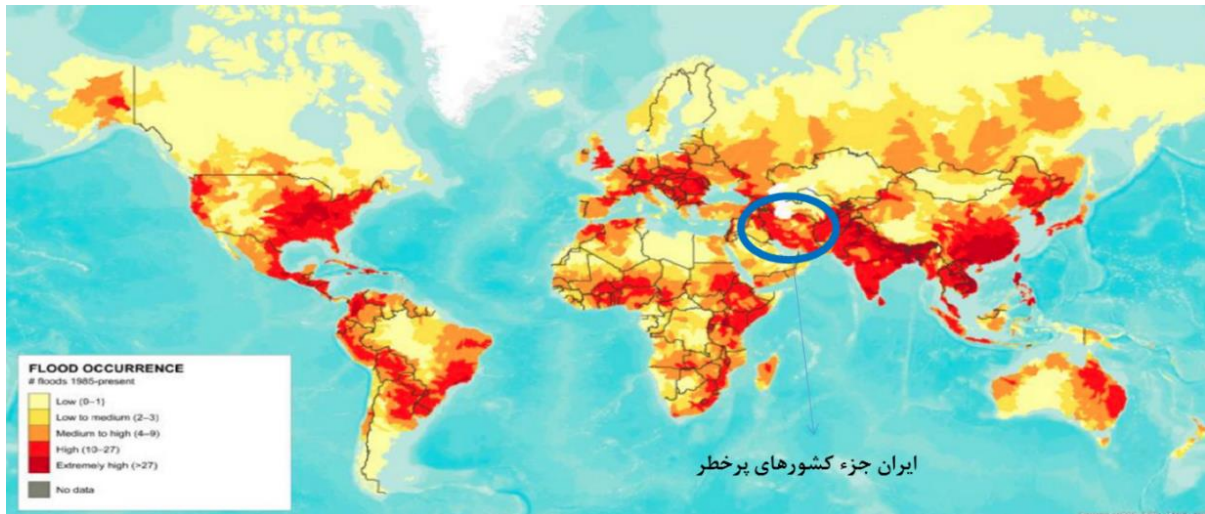 FLOOD OCCURRENCE
# floods 1985-present
Low (0–1)
Low to medium (2–3)
Medium to high (4–9)
High (10–27)
Extremely high (>27)
No data
ایران جزء کشورهای پرخطر